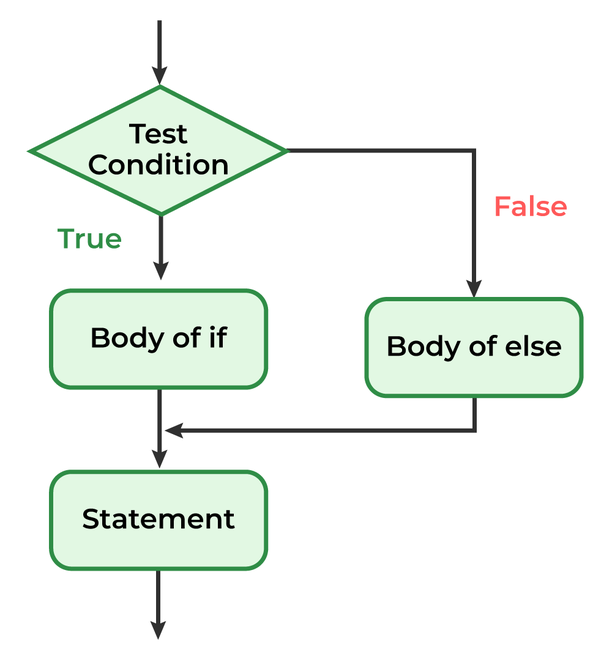 Test
Condition
False
True
Body of if
Body of else
Statement